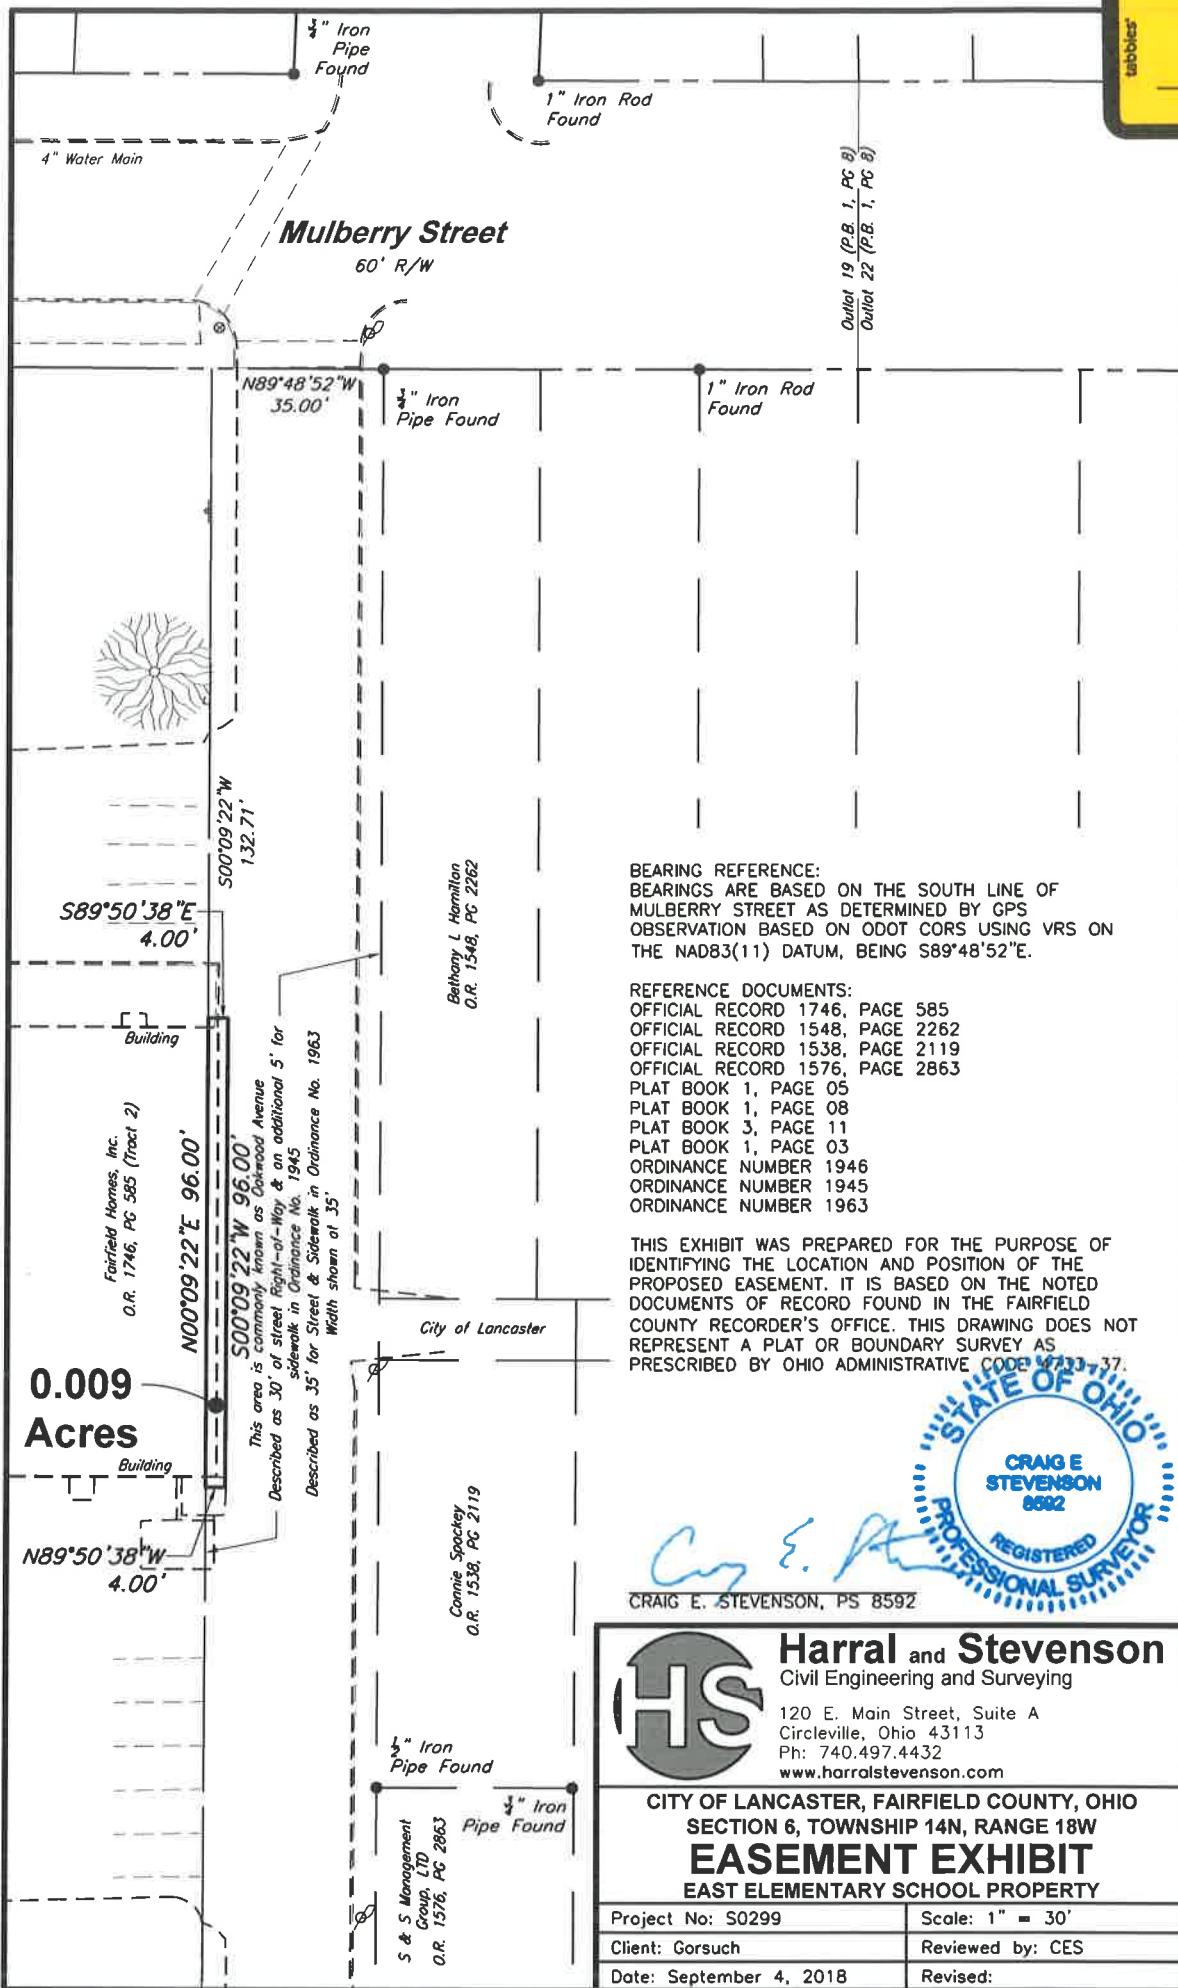 tabbies®
3/4" Iron
Pipe
Found
1" Iron Rod
Found
4" Water Main
Mulberry Street
60' R/W
Outlot 19 (P.B. 1, PG 8)
Outlot 22 (P.B. 1, PG 8)
N89°48'52"W
35.00'
3/4" Iron
Pipe Found
1" Iron Rod
Found
S00°09'22"W
132.71'
S89°50'38"E
4.00'
Building
Fairfield Homes, Inc.
O.R. 1746, PG 585 (Tract 2)
N00°09'22"E 96.00'
S00°09'22"W 96.00'
This area is commonly known as Oakwood Avenue
Described as 30' of street Right-of-Way & an additional 5' for
sidewalk in Ordinance No. 1945
Described as 35' for Street & Sidewalk in Ordinance No. 1963
Width shown at 35'
Bethany L Hamilton
O.R. 1548, PG 2262
0.009
Acres
Building
N89°50'38"W
4.00'
City of Lancaster
Connie Spackey
O.R. 1538, PG 2119
1/2" Iron
Pipe Found
3/4" Iron
Pipe Found
S & S Management
Group, LTD
O.R. 1576, PG 2863
BEARING REFERENCE:
BEARINGS ARE BASED ON THE SOUTH LINE OF
MULBERRY STREET AS DETERMINED BY GPS
OBSERVATION BASED ON ODOT CORS USING VRS ON
THE NAD83(11) DATUM, BEING S89°48'52"E.
REFERENCE DOCUMENTS:
OFFICIAL RECORD 1746, PAGE 585
OFFICIAL RECORD 1548, PAGE 2262
OFFICIAL RECORD 1538, PAGE 2119
OFFICIAL RECORD 1576, PAGE 2863
PLAT BOOK 1, PAGE 05
PLAT BOOK 1, PAGE 08
PLAT BOOK 3, PAGE 11
PLAT BOOK 1, PAGE 03
ORDINANCE NUMBER 1946
ORDINANCE NUMBER 1945
ORDINANCE NUMBER 1963
THIS EXHIBIT WAS PREPARED FOR THE PURPOSE OF
IDENTIFYING THE LOCATION AND POSITION OF THE
PROPOSED EASEMENT. IT IS BASED ON THE NOTED
DOCUMENTS OF RECORD FOUND IN THE FAIRFIELD
COUNTY RECORDER'S OFFICE. THIS DRAWING DOES NOT
REPRESENT A PLAT OR BOUNDARY SURVEY AS
PRESCRIBED BY OHIO ADMINISTRATIVE CODE 4733-37.
STATE OF OHIO
CRAIG E
STEVENSON
8592
REGISTERED
PROFESSIONAL SURVEYOR
CRAIG E. STEVENSON, PS 8592
HS
Harral and Stevenson
Civil Engineering and Surveying
120 E. Main Street, Suite A
Circleville, Ohio 43113
Ph: 740.497.4432
www.harralstevenson.com
CITY OF LANCASTER, FAIRFIELD COUNTY, OHIO
SECTION 6, TOWNSHIP 14N, RANGE 18W
EASEMENT EXHIBIT
EAST ELEMENTARY SCHOOL PROPERTY
Project No: S0299
Scale: 1" = 30'
Client: Gorsuch
Reviewed by: CES
Date: September 4, 2018
Revised: